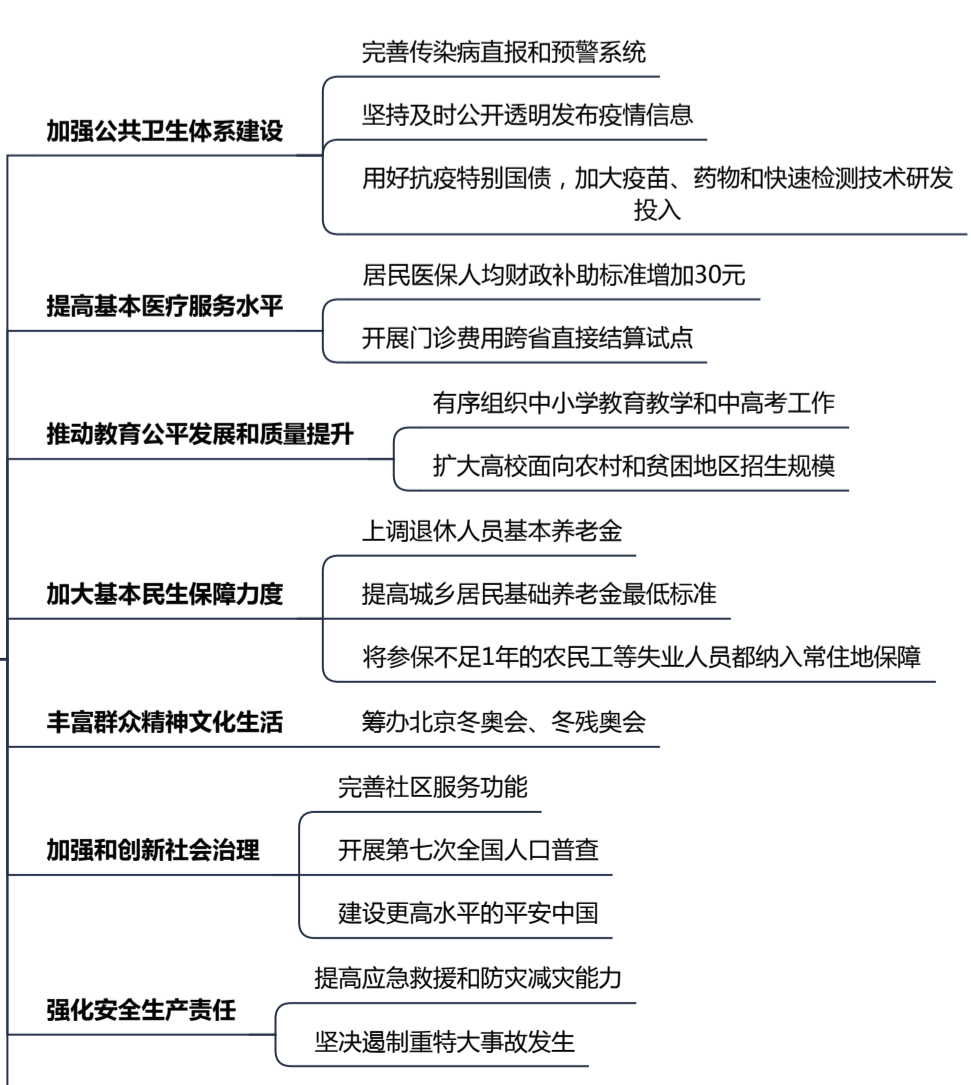 加强公共卫生体系建设
完善传染病直报和预警系统
坚持及时公开透明发布疫情信息
用好抗疫特别国债，加大疫苗、药物和快速检测技术研发
投入
提高基本医疗服务水平
居民医保人均财政补助标准增加30元
开展门诊费用跨省直接结算试点
推动教育公平发展和质量提升
有序组织中小学教育教学和中高考工作
扩大高校面向农村和贫困地区招生规模
加大基本民生保障力度
上调退休人员基本养老金
提高城乡居民基础养老金最低标准
将参保不足1年的农民工等失业人员都纳入常住地保障
丰富群众精神文化生活
筹办北京冬奥会、冬残奥会
加强和创新社会治理
完善社区服务功能
开展第七次全国人口普查
建设更高水平的平安中国
强化安全生产责任
提高应急救援和防灾减灾能力
坚决遏制重特大事故发生